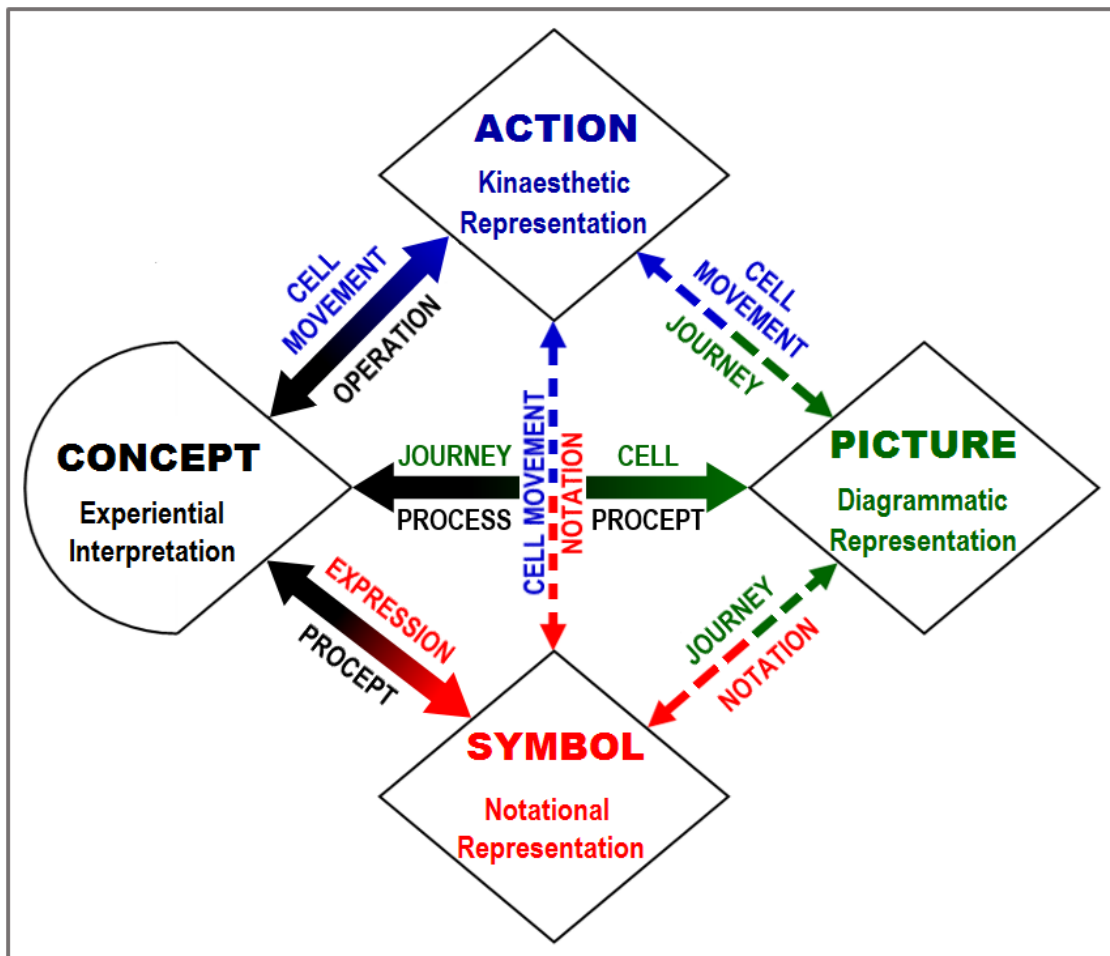 ACTION
Kinaesthetic
Representation
CELL
MOVEMENT
OPERATION
CELL
MOVEMENT
JOURNEY
CONCEPT
Experiential
Interpretation
JOURNEY
PROCESS
CELL MOVEMENT
NOTATION
CELL
PROCEPT
PICTURE
Diagrammatic
Representation
EXPRESSION
PROCEPT
JOURNEY
NOTATION
SYMBOL
Notational
Representation